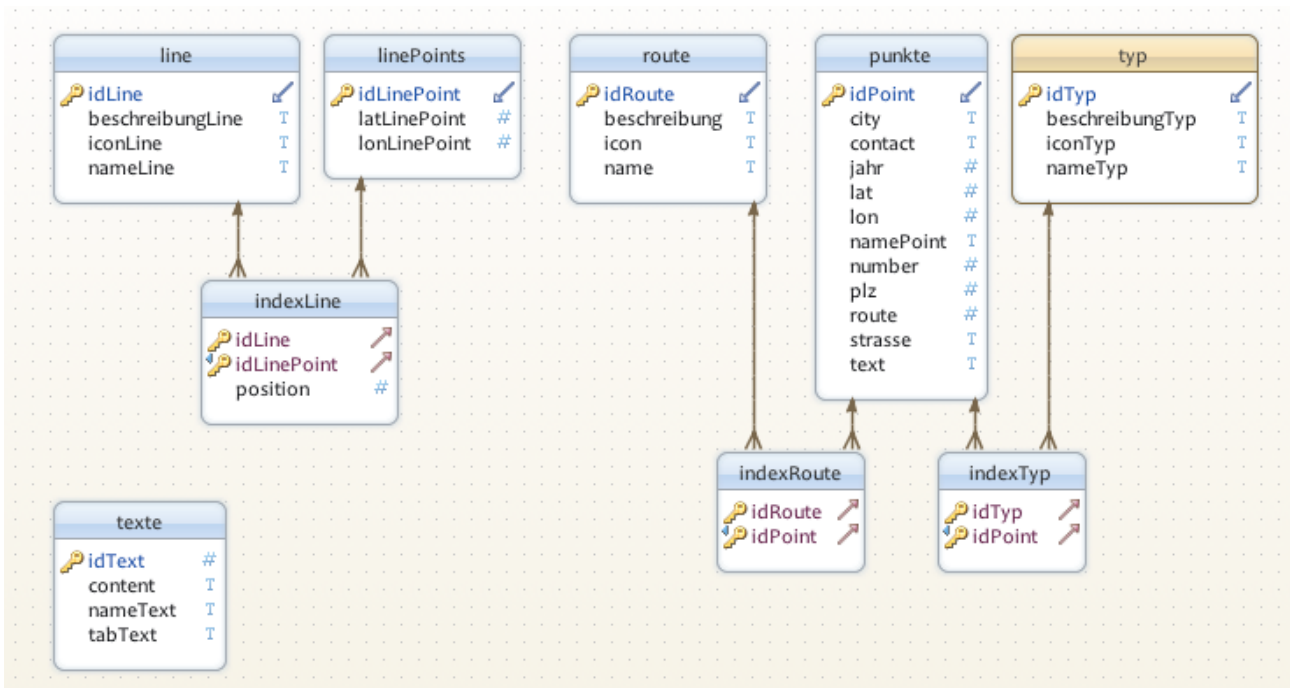 line
idLine
beschreibungLine T
iconLine T
nameLine T
linePoints
idLinePoint
latLinePoint #
lonLinePoint #
route
idRoute
beschreibung T
icon T
name T
punkte
idPoint
city T
contact T
jahr #
lat #
lon #
namePoint T
number #
plz #
route #
strasse T
text T
typ
idTyp
beschreibungTyp T
iconTyp T
nameTyp T
indexLine
idLine
idLinePoint
position #
indexRoute
idRoute
idPoint
indexTyp
idTyp
idPoint
texte
idText #
content T
nameText T
tabText T